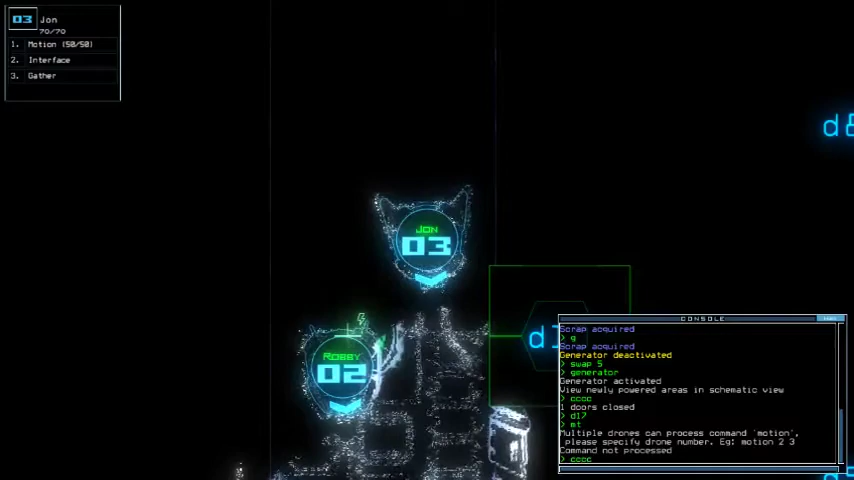 03 Jon
70/70
1. Motion (50/50)
2. Interface
3. Gather
Jon
03
Robby
02
CONSOLE
Scrap acquired
> g
Scrap acquired
Generator deactivated
> swap 5
> generator
Generator activated
View newly powered areas in schematic view
> cccc
1 doors closed
> d17
> mt
Multiple drones can process command 'motion',
please specify drone number. Eg: motion 2 3
Command not processed
> cccc